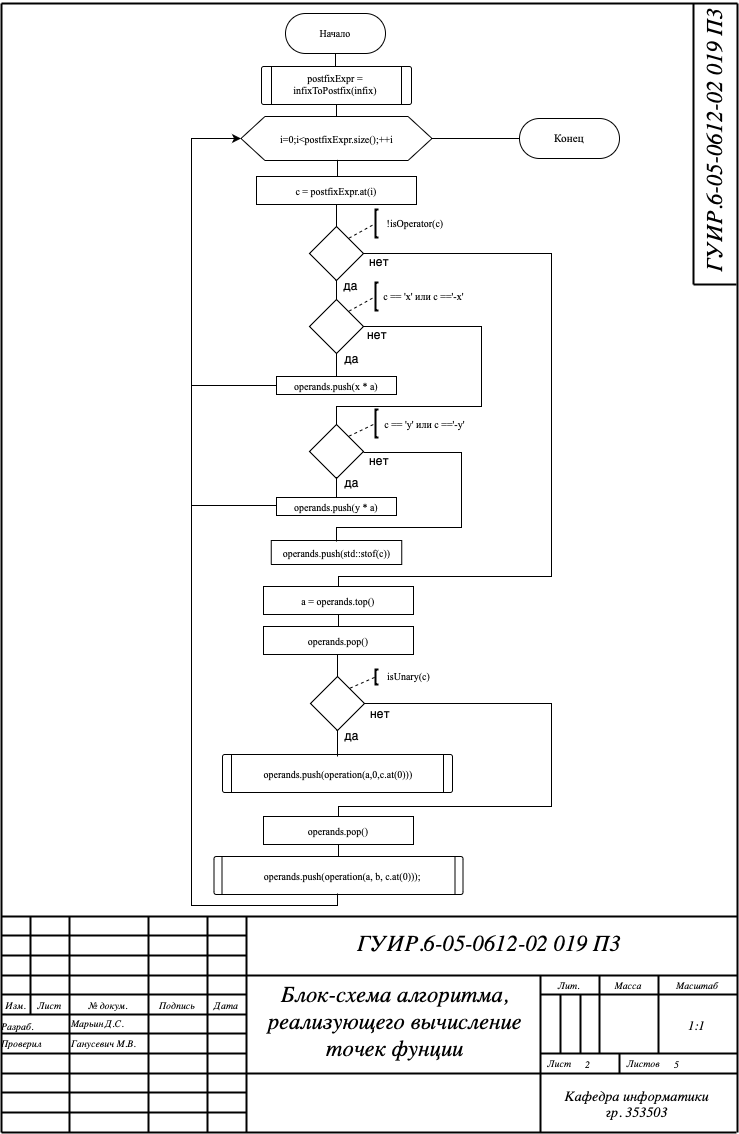 Начало
ГУИР.6-05-0612-02 019 ПЗ
postfixExpr =
infixToPostfix(infix)
i=0;i<postfixExpr.size();++i
Конец
c = postfixExpr.at(i)
!isOperator(c)
нет
да
c == 'x' или c =='-x'
нет
да
operands.push(x * a)
c == 'y' или c =='-y'
нет
да
operands.push(y * a)
operands.push(std::stof(c))
a = operands.top()
operands.pop()
isUnary(c)
нет
да
operands.push(operation(a,0,c.at(0)))
operands.pop()
operands.push(operation(a, b, c.at(0)));
ГУИР.6-05-0612-02 019 ПЗ
Изм. Лист № докум. Подпись Дата
Разраб. Марьин Д.С.
Проверил Ганусевич М.В.
Блок-схема алгоритма,
реализующего вычисление
точек фунции
Лит. Масса Масштаб
1:1
Лист 2 Листов 5
Кафедра информатики
гр. 353503